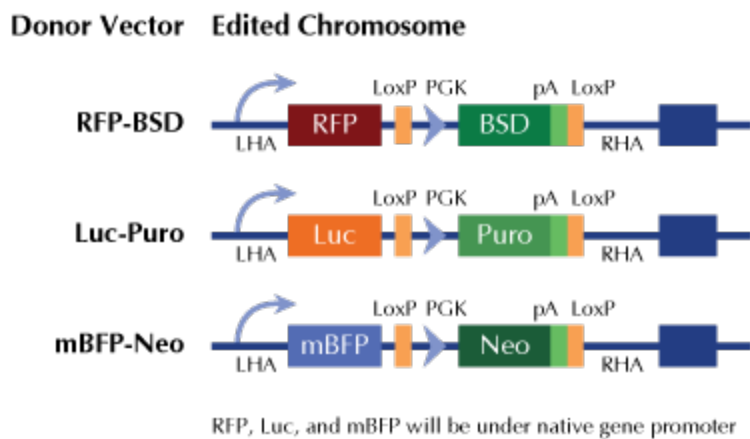 Donor Vector Edited Chromosome
LoxP PGK pA LoxP
RFP-BSD RFP BSD
LHA RHA
LoxP PGK pA LoxP
Luc-Puro Luc Puro
LHA RHA
LoxP PGK pA LoxP
mBFP-Neo mBFP Neo
LHA RHA
RFP, Luc, and mBFP will be under native gene promoter